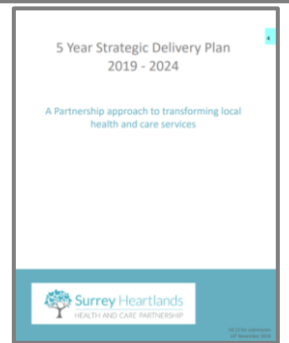 5 Year Strategic Delivery Plan
2019 - 2024
A Partnership approach to transforming local
health and care services
Surrey Heartlands
HEALTH AND CARE PARTNERSHIP